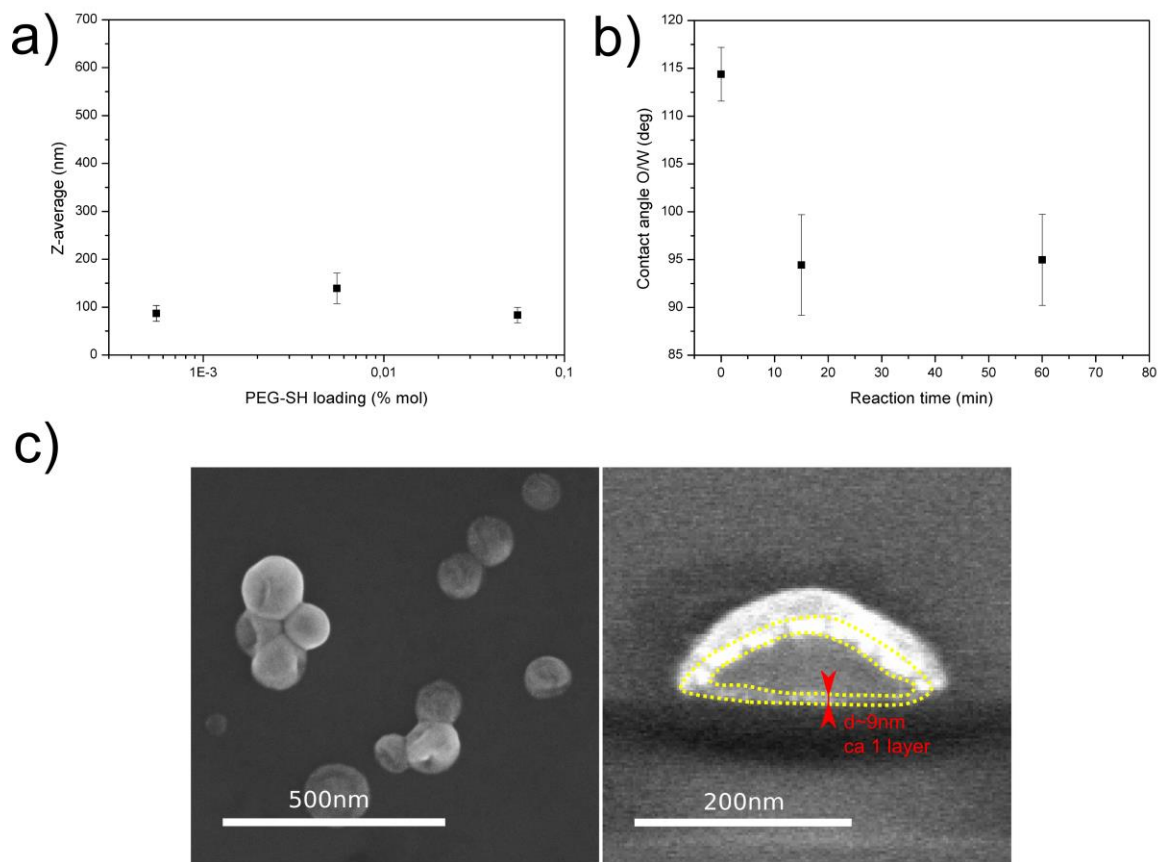 a)
700
600
500
400
300
200
100
0
Z-average (nm)
1E-3 0,01 0,1
PEG-SH loading (% mol)
b)
120
115
110
105
100
95
90
85
Contact angle O/W (deg)
0 10 20 30 40 50 60 70 80
Reaction time (min)
c)
500nm
d~9nm
ca 1 layer
200nm